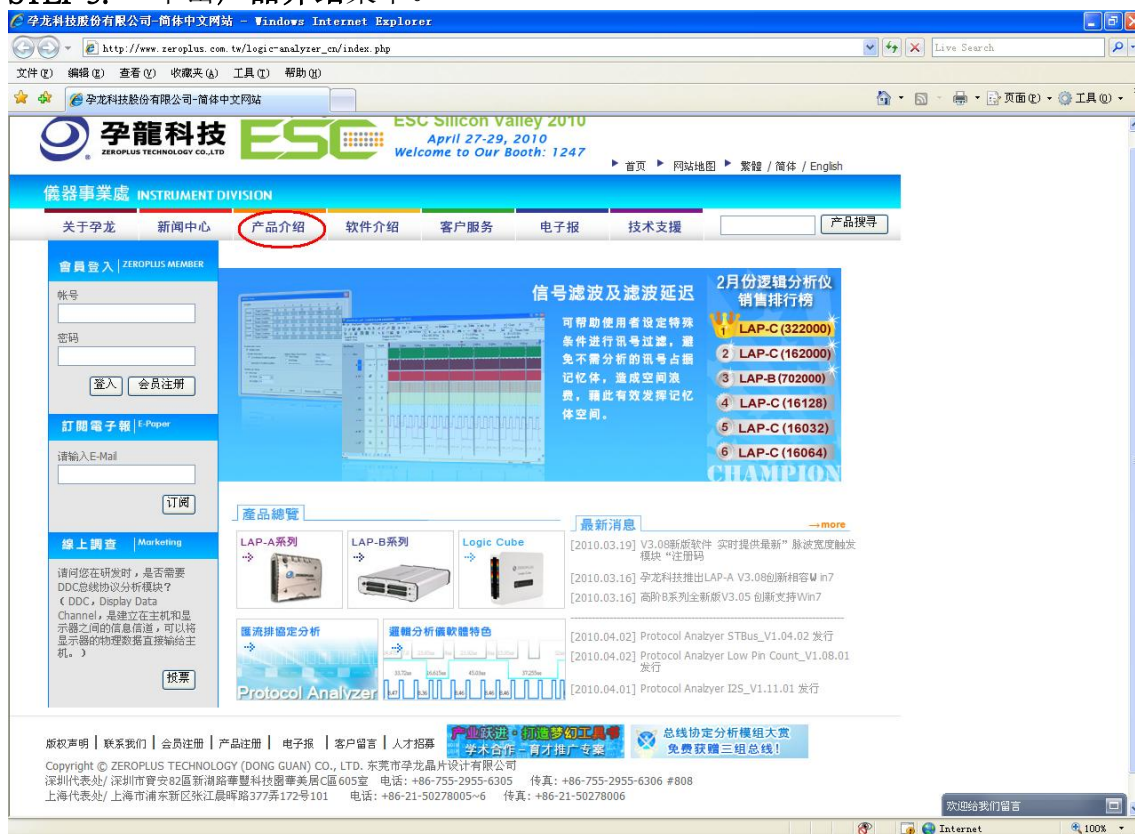 孕龙科技股份有限公司-简体中文网站 - Windows Internet Explorer
http://www.zeroplus.com.tw/logic-analyzer_cn/index.php
Live Search
文件(F) 编辑(E) 查看(V) 收藏夹(A) 工具(T) 帮助(H)
孕龙科技股份有限公司-简体中文网站
页面(P) 工具(O)
孕龍科技
ZEROPLUS TECHNOLOGY CO.,LTD
ESC
ESC Silicon Valley 2010
April 27-29, 2010
Welcome to Our Booth: 1247
首页 网站地图 繁體 / 简体 / English
儀器事業處 INSTRUMENT DIVISION
关于孕龙 新闻中心 产品介绍 软件介绍 客户服务 电子报 技术支援 产品搜寻
會員登入 ZEROPLUS MEMBER
帐号
密码
登入 会员注册
訂閱電子報 E-Paper
请输入E-Mail
订阅
線上調查 Marketing
请问您在研发时,是否需要
DDC总线协议分析模块?
( DDC, Display Data
Channel, 是建立在主机和显
示器之间的信息信道,可以将
显示器的物理数据直接输给主
机。)
投票
信号滤波及滤波延迟
可帮助使用者设定特殊
条件进行讯号过滤,避
免不需分析的讯号占据
记忆体,造成空间浪
费,藉此有效发挥记忆
体空间。
2月份逻辑分析仪
销售排行榜
1 LAP-C (322000)
2 LAP-C (162000)
3 LAP-B (702000)
4 LAP-C (16128)
5 LAP-C (16032)
6 LAP-C (16064)
CHAMPION
產品總覽
LAP-A系列 LAP-B系列 Logic Cube
匯流排協定分析
Protocol Analyzer
邏輯分析儀軟體特色
最新消息
more
[2010.03.19] V3.08新版软件 实时提供最新" 脉波宽度触发
模块 "注册码
[2010.03.16] 孕龙科技推出LAP-A V3.08创新相容Win7
[2010.03.16] 高阶B系列全新版V3.05 创新支持Win7
[2010.04.02] Protocol Analzyer STBus_V1.04.02 发行
[2010.04.02] Protocol Analzyer Low Pin Count_V1.08.01
发行
[2010.04.01] Protocol Analzyer I2S_V1.11.01 发行
版权声明 | 联系我们 | 会员注册 | 产品注册 | 电子报 | 客户留言 | 人才招募
产业跃进·打造梦幻工具书
学术合作-育才推广专案
总线协定分析模组大赏
免费获赠三组总线!
Copyright © ZEROPLUS TECHNOLOGY (DONG GUAN) CO., LTD. 东莞市孕龙晶片设计有限公司
深圳代表处/ 深圳市寶安82區新湖路華豐科技園華美居C區605室 电话: +86-755-2955-6305 传真: +86-755-2955-6306 #808
上海代表处/ 上海市浦东新区张江晨晖路377弄172号101 电话: +86-21-50278005~6 传真: +86-21-50278006
欢迎给我们留言
Internet 100%